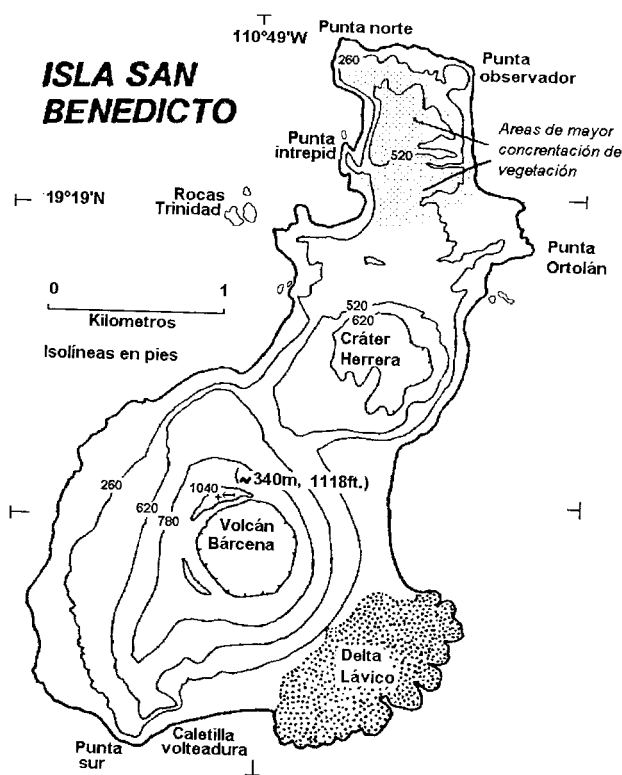 110°49'W
Punta norte
ISLA SAN
BENEDICTO
260
Punta
observador
Punta
intrepid
520
Areas de mayor
concrentación de
vegetación
19°19'N
Rocas
Trinidad
Punta
Ortolán
0 1
Kilometros
Isolíneas en pies
520
620
Cráter
Herrera
260
620
780
1040
(~340m, 1118ft.)
Volcán
Bárcena
Delta
Lávico
Punta
sur
Caletilla
volteadura